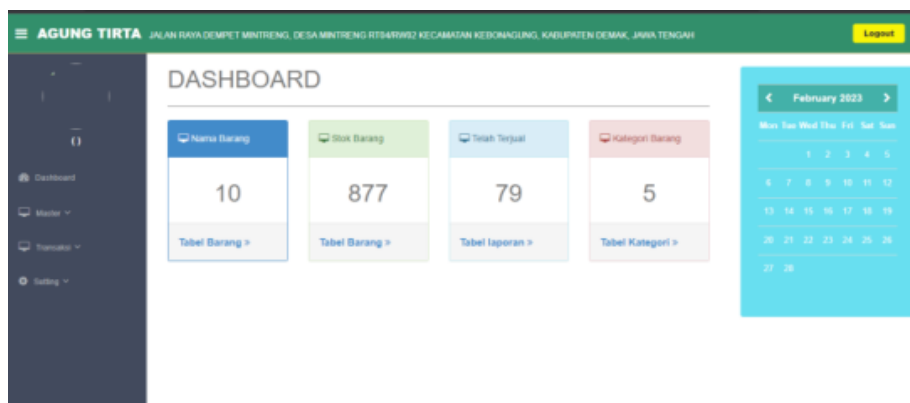 AGUNG TIRTA JALAN RAYA DEMPET MINTRENG, DESA MINTRENG RT04/RW02 KECAMATAN KEBONAGUNG, KABUPATEN DEMAK, JAWA TENGAH Logout
()
Dashboard
Master
Transaksi
Setting
DASHBOARD
Nama Barang
10
Tabel Barang »
Stok Barang
877
Tabel Barang »
Telah Terjual
79
Tabel laporan »
Kategori Barang
5
Tabel Kategori »
February 2023
Mon Tue Wed Thu Fri Sat Sun
1 2 3 4 5
6 7 8 9 10 11 12
13 14 15 16 17 18 19
20 21 22 23 24 25 26
27 28